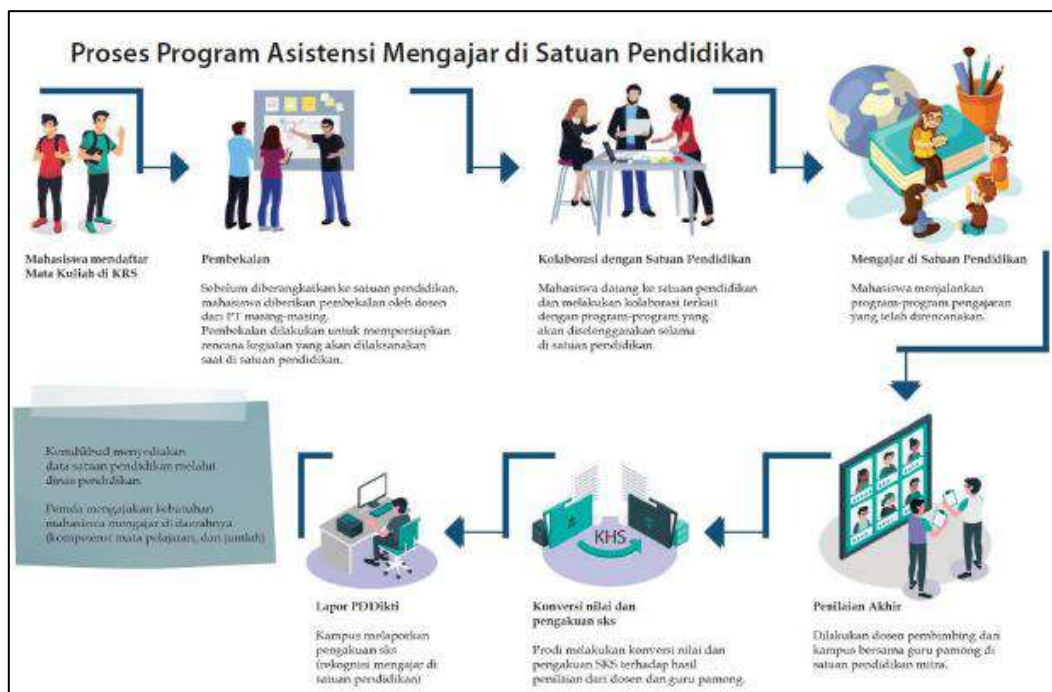 Proses Program Asistensi Mengajar di Satuan Pendidikan
Mahasiswa mendaftar
Mata Kuliah di KRS
Pembekalan
Sebelum diberangkatkan ke satuan pendidikan,
mahasiswa diberikan pembekalan oleh dosen
dari PT masing-masing.
Pembekalan dilakukan untuk mempersiapkan
rencana kegiatan yang akan dilaksanakan
saat di satuan pendidikan.
Kolaborasi dengan Satuan Pendidikan
Mahasiswa datang ke satuan pendidikan
dan melakukan kolaborasi terkait
dengan program-program yang
akan diselenggarakan selama
di satuan pendidikan.
Mengajar di Satuan Pendidikan
Mahasiswa menjalankan
program-program pengajaran
yang telah direncanakan.
Kemdikbud menyediakan
data satuan pendidikan melalui
dinas pendidikan
Pemda mengajukan kebutuhan
mahasiswa mengajar di daerahnya
(kompetensi mata pelajaran, dan jumlah)
Lapor PDDikti
Kampus melaporkan
pengakuan sks
(rekognisi mengajar di
satuan pendidikan)
KHS
Konversi nilai dan
pengakuan sks
Prodi melakukan konversi nilai dan
pengakuan SKS terhadap hasil
penilaian dari dosen dan guru pamong.
Penilaian Akhir
Dilakukan dosen pembimbing dari
kampus bersama guru pamong di
satuan pendidikan mitra.